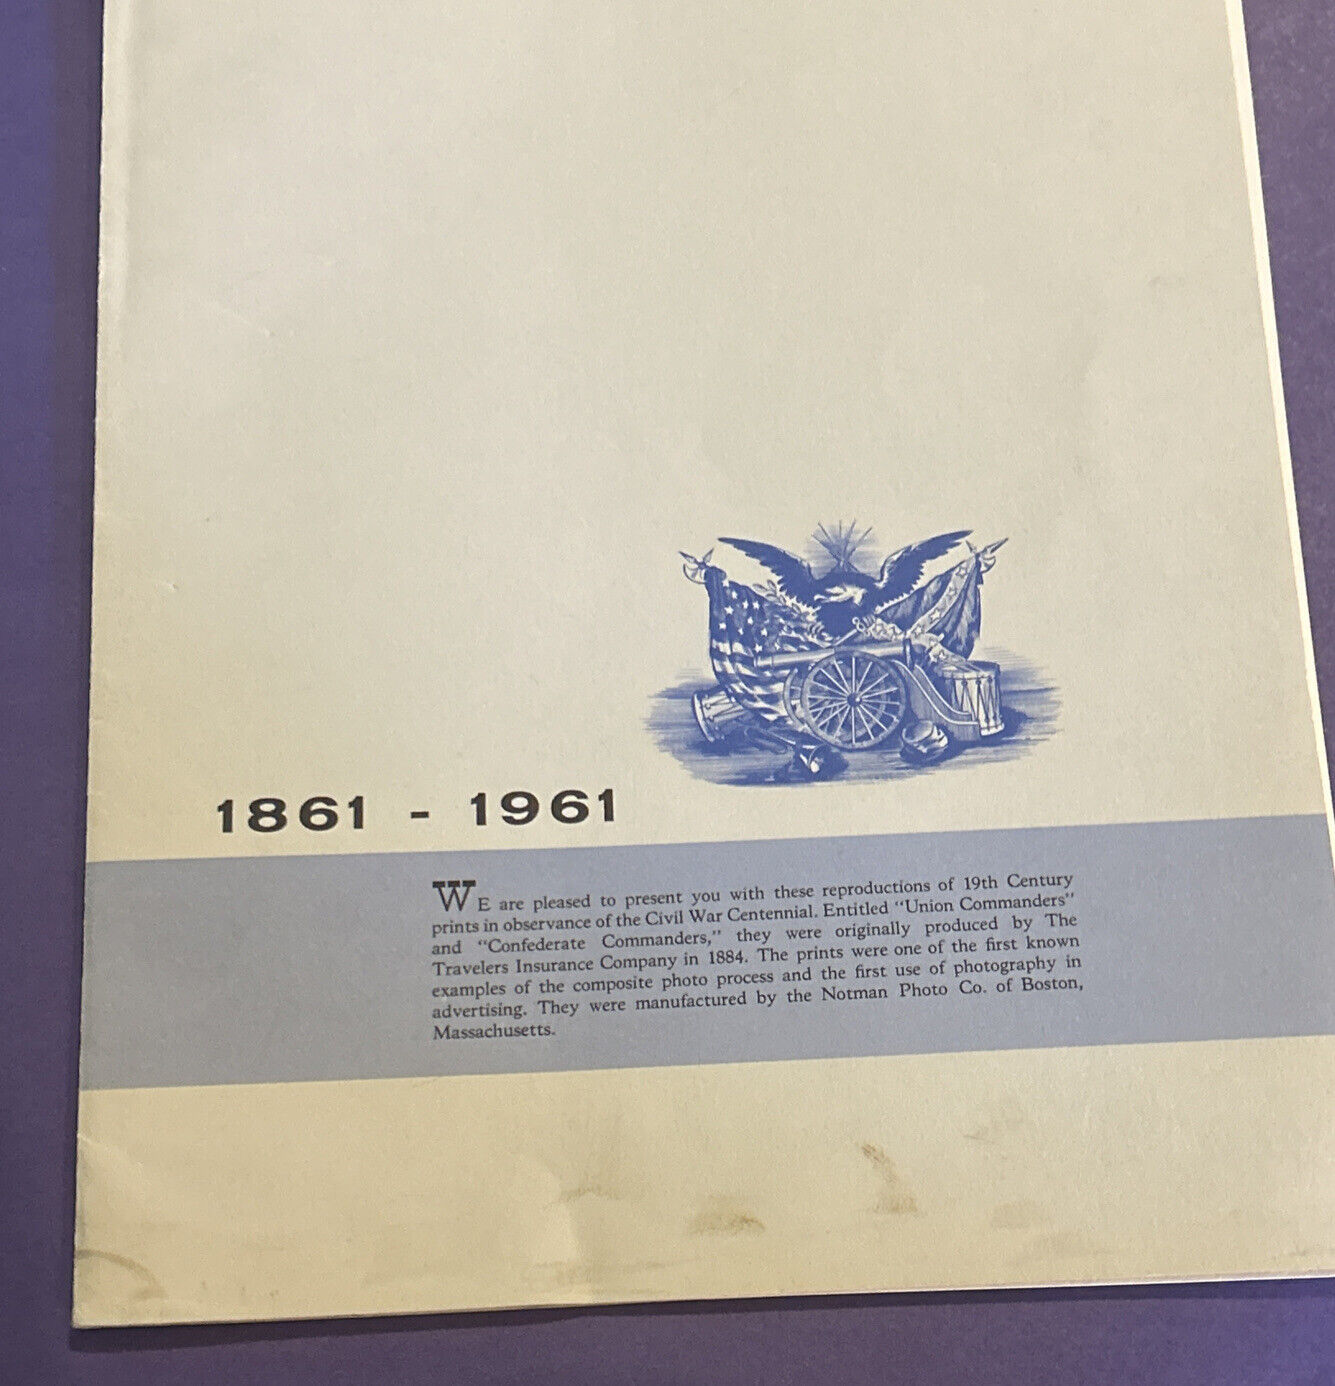 1861 - 1961
WE are pleased to present you with these reproductions of 19th Century
prints in observance of the Civil War Centennial. Entitled "Union Commanders"
and "Confederate Commanders," they were originally produced by The
Travelers Insurance Company in 1884. The prints were one of the first known
examples of the composite photo process and the first use of photography in
advertising. They were manufactured by the Notman Photo Co. of Boston,
Massachusetts.